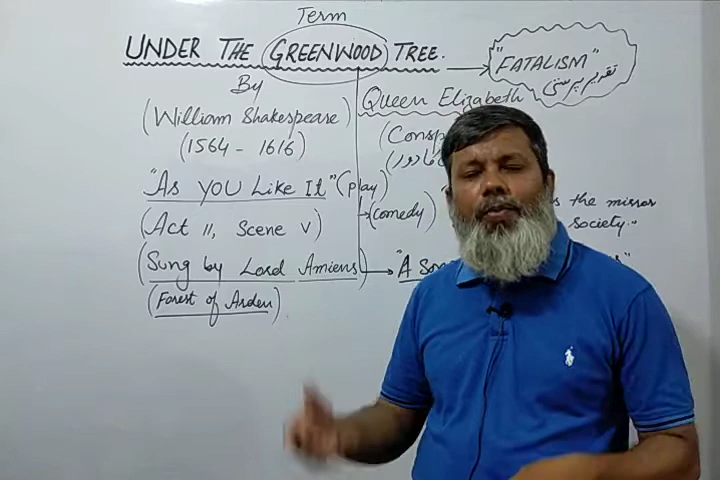 Term
UNDER THE GREENWOOD TREE.
"FATALISM"
By
تقدیر پرستی
(William Shakespeare)
(1564 - 1616)
Queen Elizabeth
"As YOU Like It" (play)
(comedy)
the mirror
society."
(Act II, Scene V)
(Sung by Lord Amiens)
"A
(Forest of Arden)